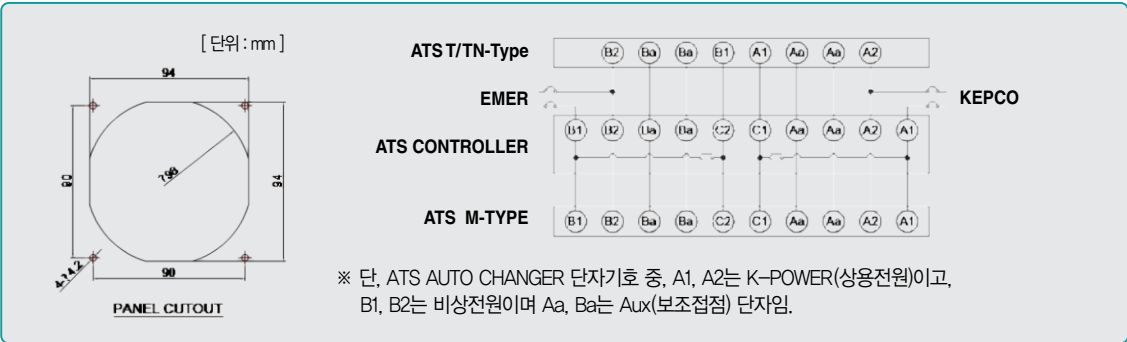 [ 단위 : mm ]
94
90
94
?98
4-?4.2
90
PANEL CUTOUT
ATS T/TN-Type
B2 Ba Ba B1 A1 Aa Aa A2
EMER
KEPCO
ATS CONTROLLER
B1 B2 Ba Ba C2 C1 Aa Aa A2 A1
ATS M-TYPE
B1 B2 Ba Ba C2 C1 Aa Aa A2 A1
※ 단, ATS AUTO CHANGER 단자기호 중, A1, A2는 K-POWER(상용전원)이고,
B1, B2는 비상전원이며 Aa, Ba는 Aux(보조접점) 단자임.